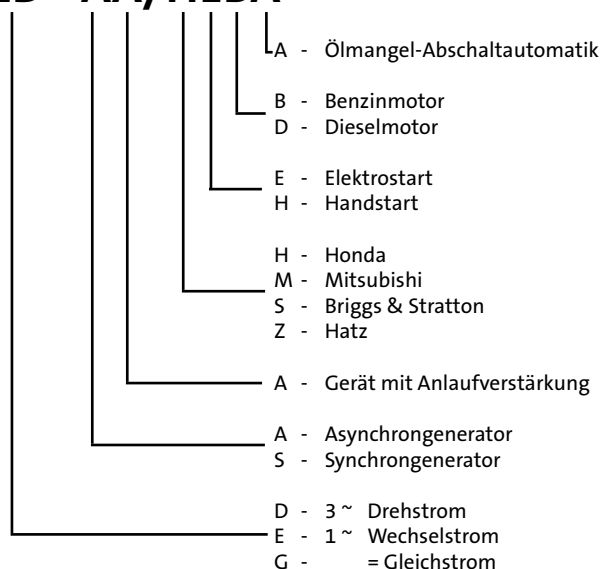 A - Ölmangel-Abschaltautomatik
B - Benzinmotor
D - Dieselmotor
E - Elektrostart
H - Handstart
H - Honda
M - Mitsubishi
S - Briggs & Stratton
Z - Hatz
A - Gerät mit Anlaufverstärkung
A - Asynchrongenerator
S - Synchrongenerator
D - 3 ~ Drehstrom
E - 1 ~ Wechselstrom
G - = Gleichstrom